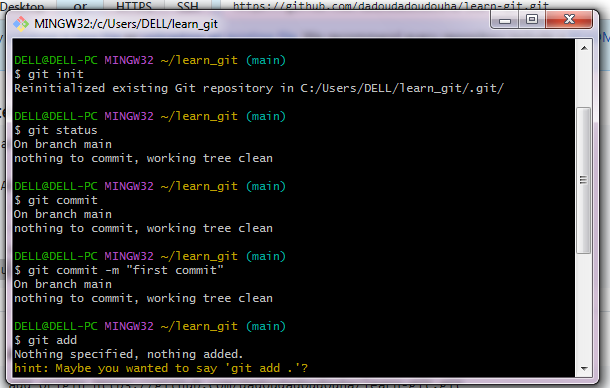 Desktop or HTTPS SSH https://github.com/dadoudadoudouba/learn-git.git
MINGW32:/c/Users/DELL/learn_git
DELL@DELL-PC MINGW32 ~/learn_git (main)
$ git init
Reinitialized existing Git repository in C:/Users/DELL/learn_git/.git/
DELL@DELL-PC MINGW32 ~/learn_git (main)
$ git status
On branch main
nothing to commit, working tree clean
DELL@DELL-PC MINGW32 ~/learn_git (main)
$ git commit
On branch main
nothing to commit, working tree clean
DELL@DELL-PC MINGW32 ~/learn_git (main)
$ git commit -m "first commit"
On branch main
nothing to commit, working tree clean
DELL@DELL-PC MINGW32 ~/learn_git (main)
$ git add
Nothing specified, nothing added.
hint: Maybe you wanted to say 'git add .'?